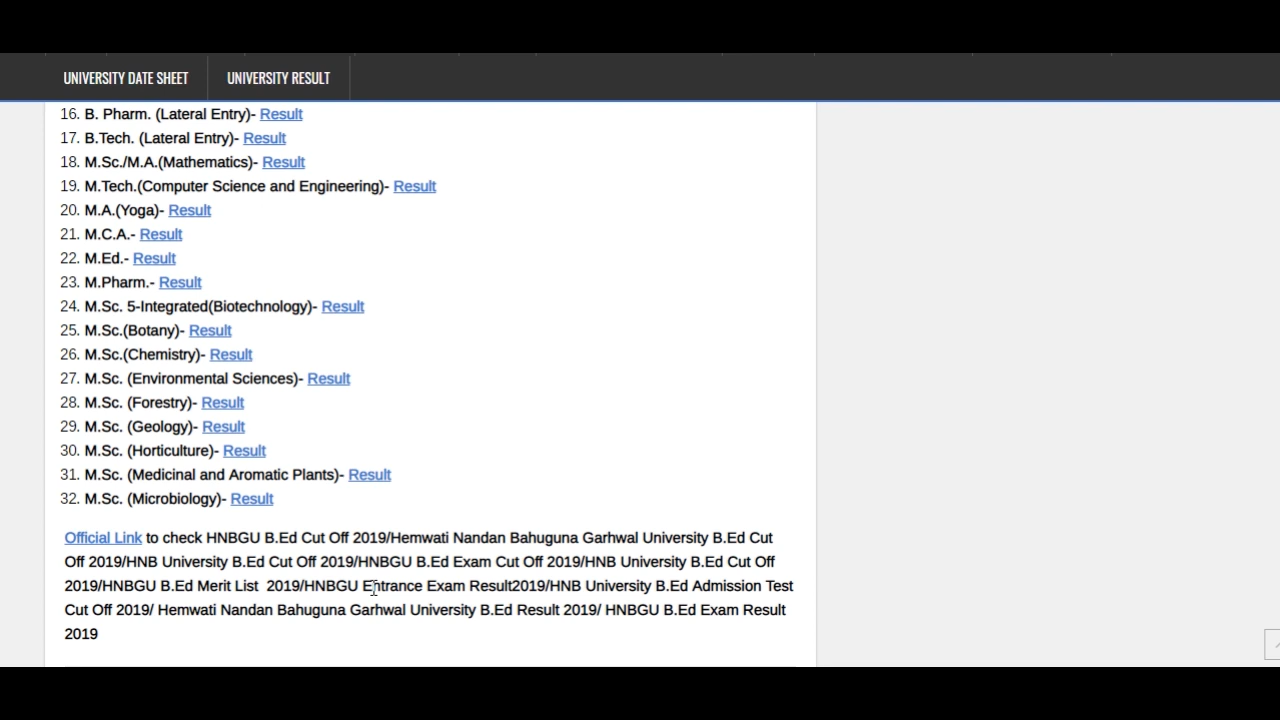 UNIVERSITY DATE SHEET UNIVERSITY RESULT
16. B. Pharm. (Lateral Entry)- Result
17. B.Tech. (Lateral Entry)- Result
18. M.Sc./M.A.(Mathematics)- Result
19. M.Tech.(Computer Science and Engineering)- Result
20. M.A.(Yoga)- Result
21. M.C.A.- Result
22. M.Ed.- Result
23. M.Pharm.- Result
24. M.Sc. 5-Integrated(Biotechnology)- Result
25. M.Sc.(Botany)- Result
26. M.Sc.(Chemistry)- Result
27. M.Sc. (Environmental Sciences)- Result
28. M.Sc. (Forestry)- Result
29. M.Sc. (Geology)- Result
30. M.Sc. (Horticulture)- Result
31. M.Sc. (Medicinal and Aromatic Plants)- Result
32. M.Sc. (Microbiology)- Result
Official Link to check HNBGU B.Ed Cut Off 2019/Hemwati Nandan Bahuguna Garhwal University B.Ed Cut
Off 2019/HNB University B.Ed Cut Off 2019/HNBGU B.Ed Exam Cut Off 2019/HNB University B.Ed Cut Off
2019/HNBGU B.Ed Merit List 2019/HNBGU Entrance Exam Result2019/HNB University B.Ed Admission Test
Cut Off 2019/ Hemwati Nandan Bahuguna Garhwal University B.Ed Result 2019/ HNBGU B.Ed Exam Result
2019